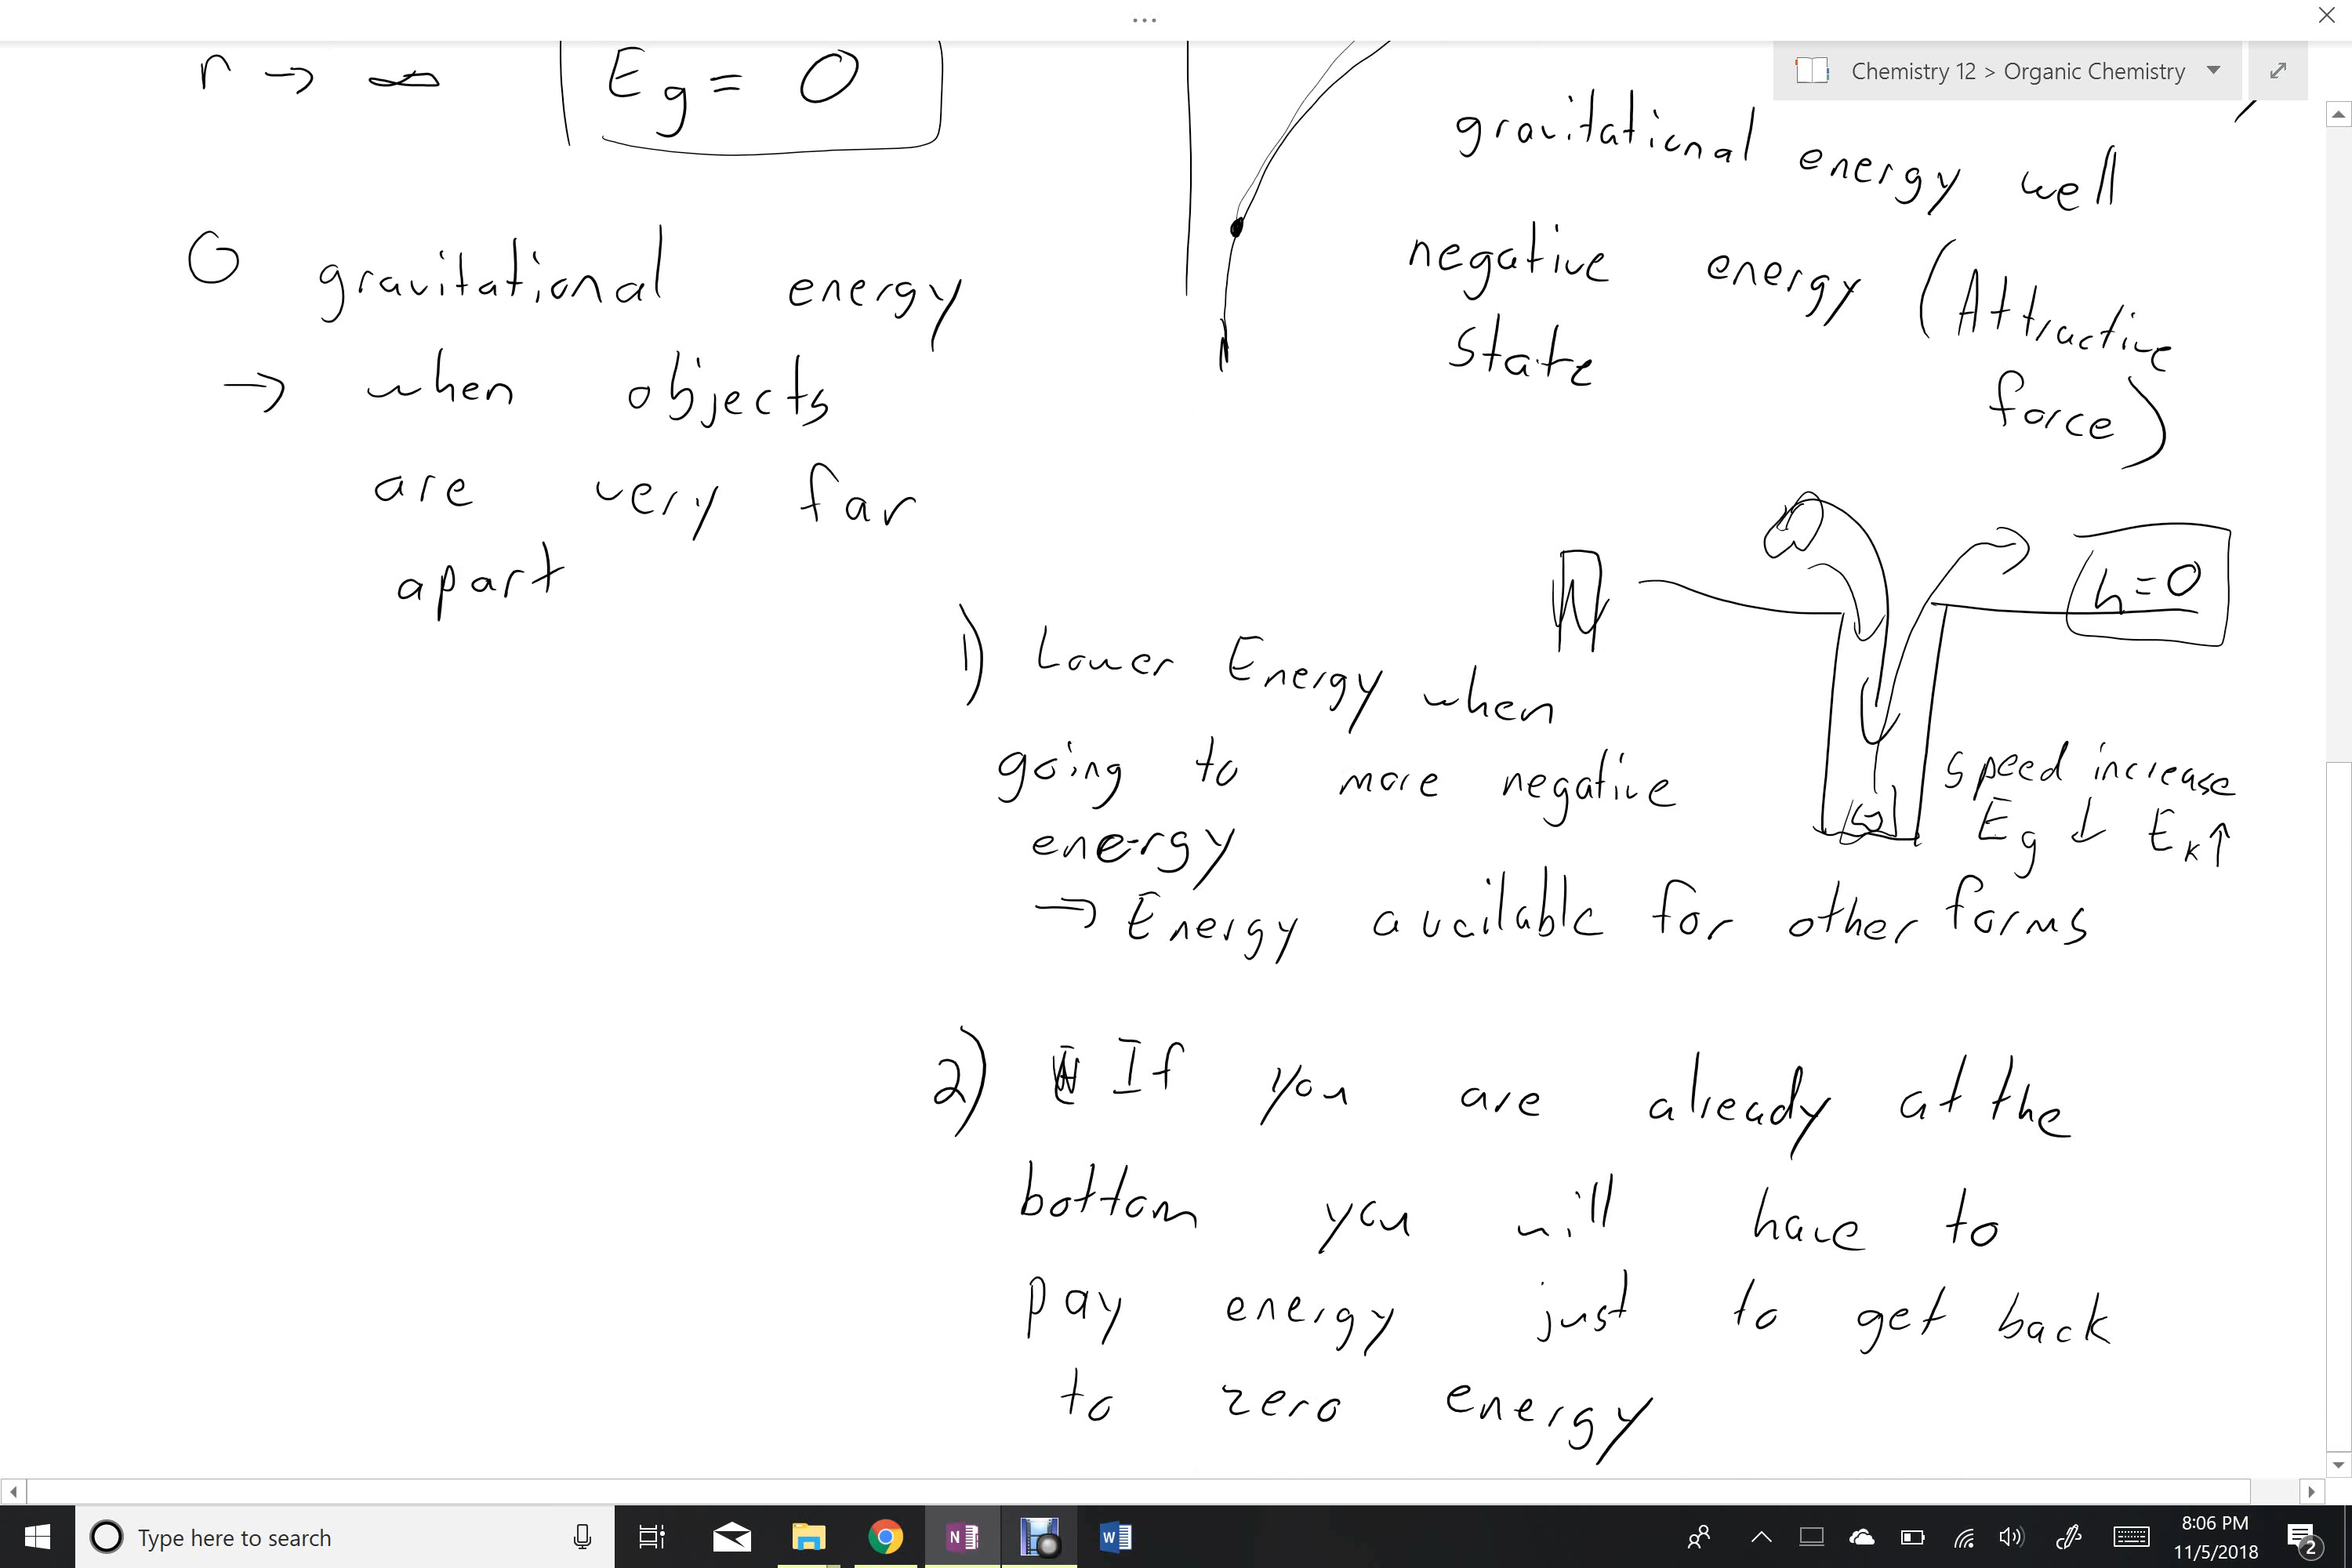 ...
Chemistry 12 > Organic Chemistry
r → ∞
Eg = 0
0 gravitational energy
→ when objects
are very far
apart
gravitational energy well
negative energy (Attractive
state
force)
h=0
1) Lower Energy when
going to more negative
energy
→ Energy available for other forms
speed increase
Eg ↓ Ek↑
2) If you are already at the
bottom you will have to
pay energy just to get back
to zero energy
Type here to search
8:06 PM
11/5/2018
2